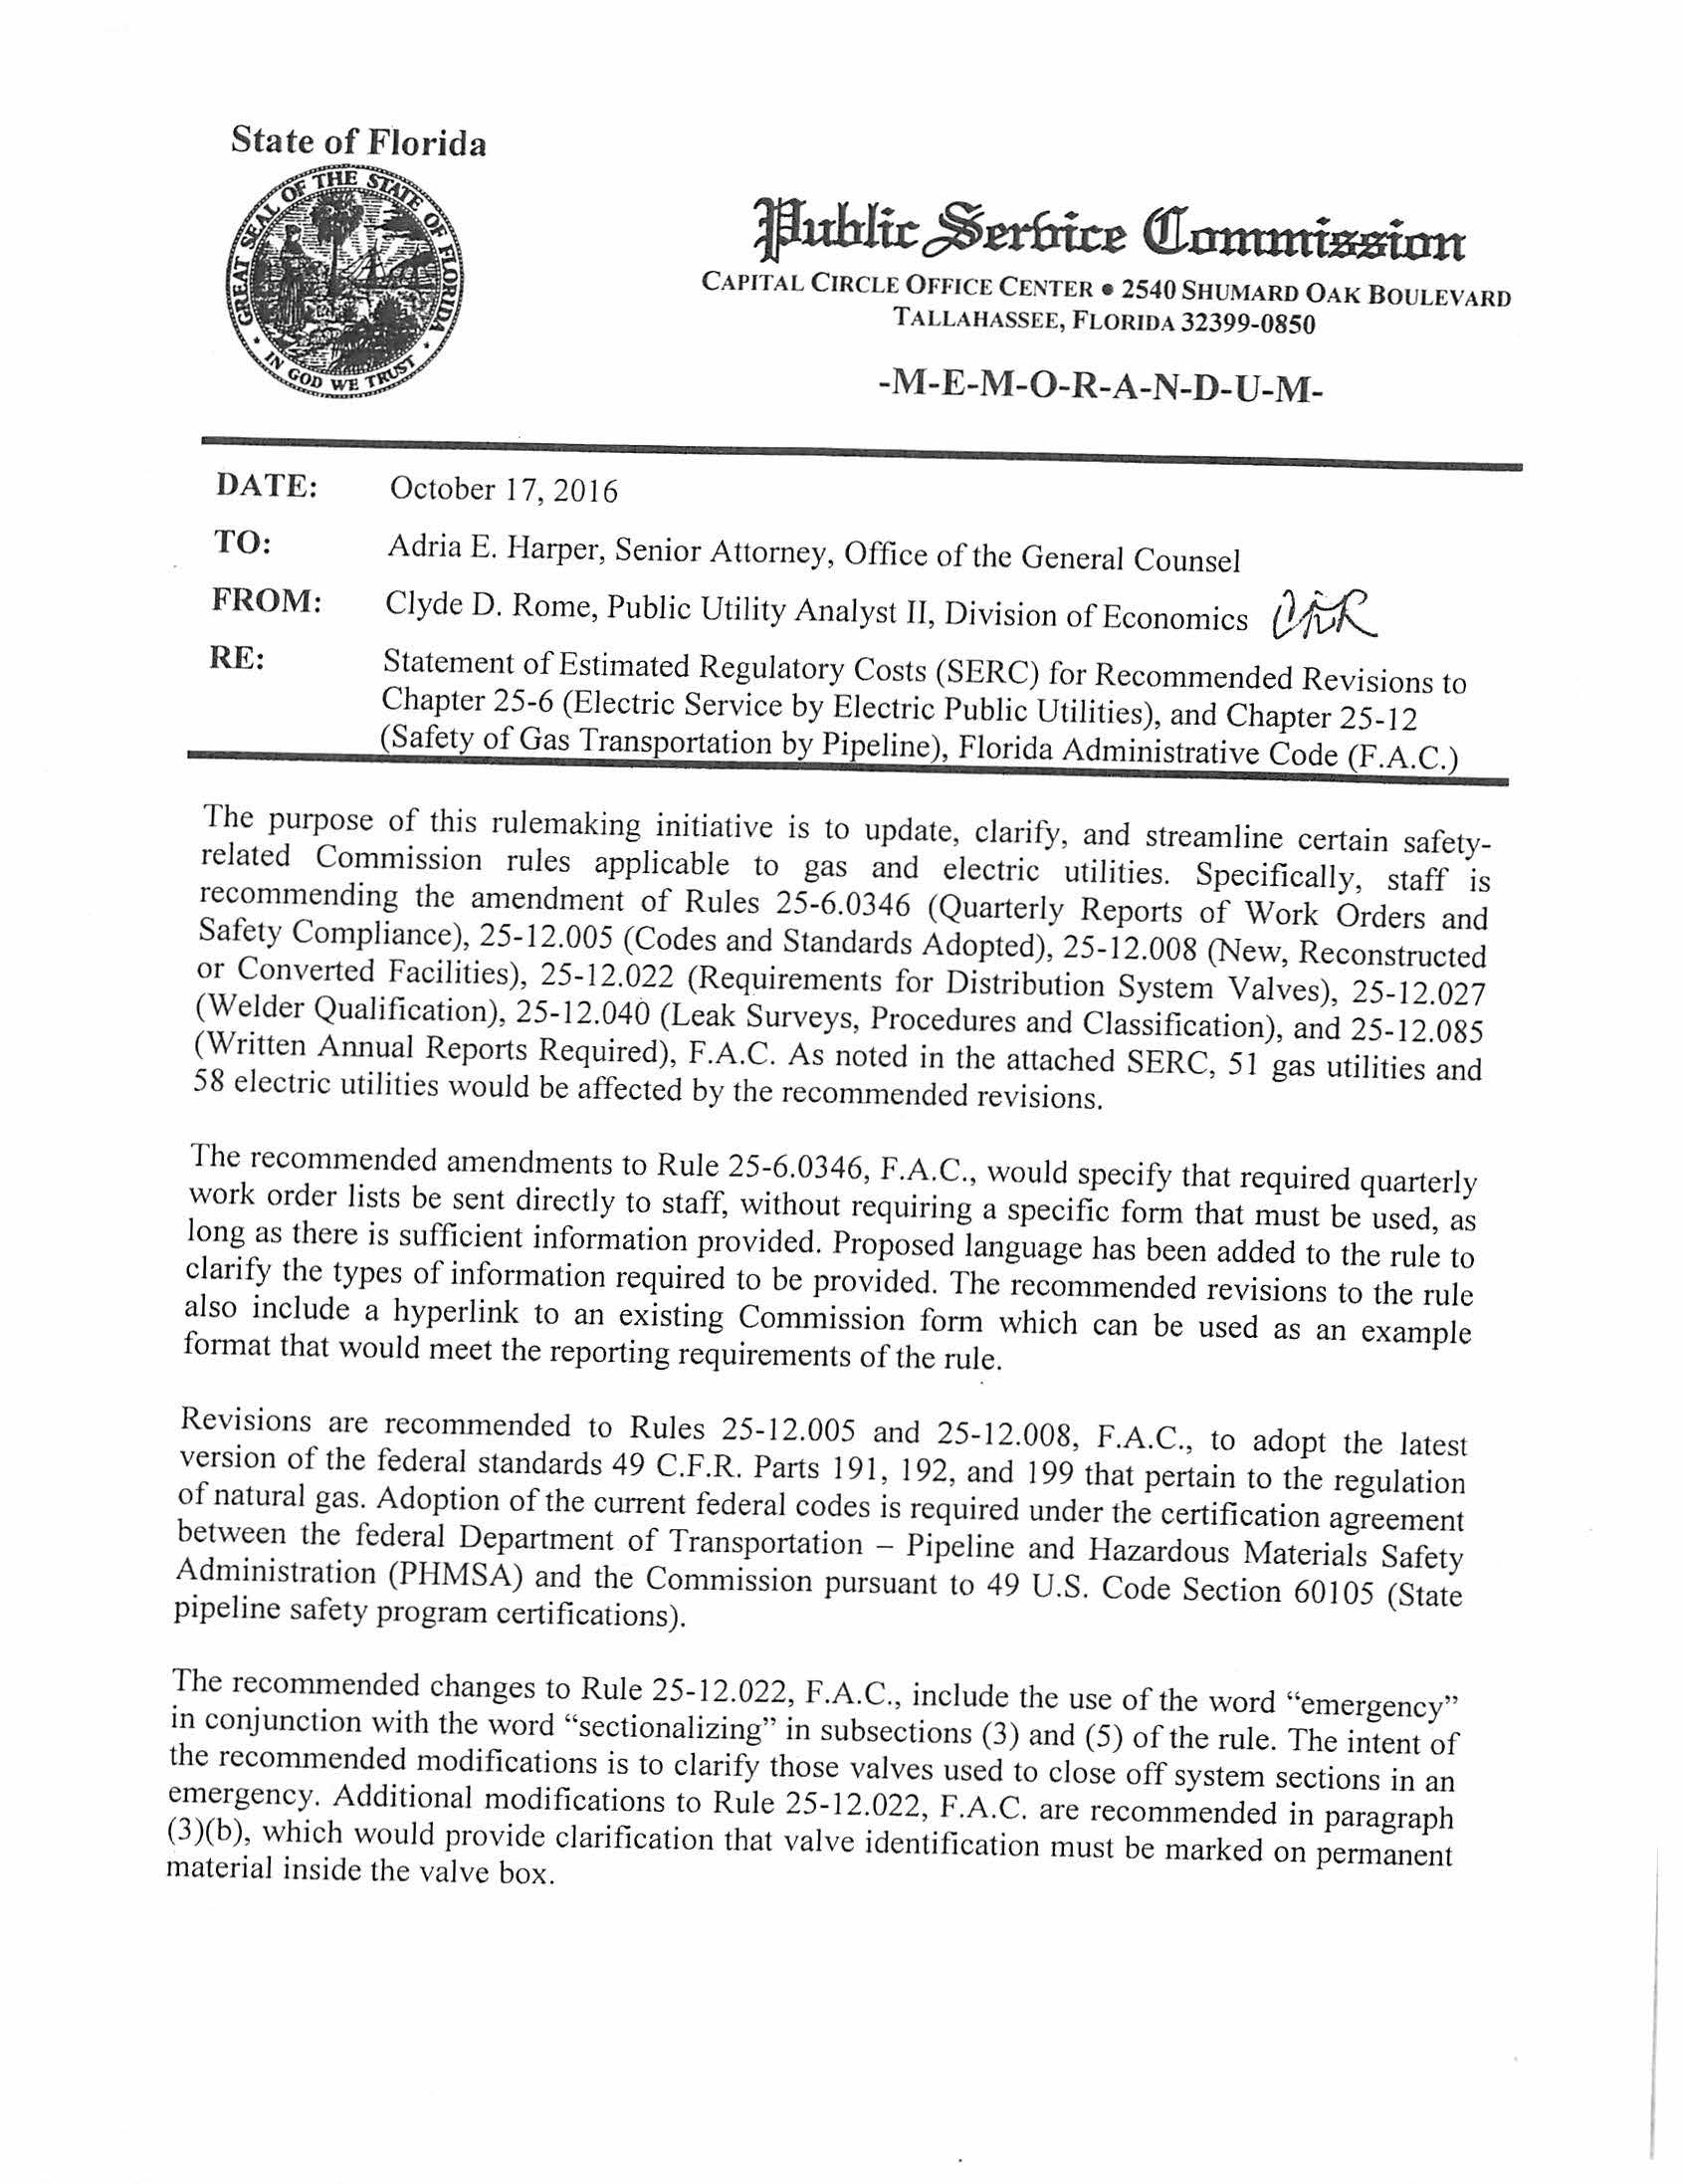 State of Florida
GREAT SEAL OF THE STATE OF FLORIDA
IN GOD WE TRUST
Public Service Commission
CAPITAL CIRCLE OFFICE CENTER • 2540 SHUMARD OAK BOULEVARD
TALLAHASSEE, FLORIDA 32399-0850
-M-E-M-O-R-A-N-D-U-M-
DATE: October 17, 2016
TO: Adria E. Harper, Senior Attorney, Office of the General Counsel
FROM: Clyde D. Rome, Public Utility Analyst II, Division of Economics
RE: Statement of Estimated Regulatory Costs (SERC) for Recommended Revisions to
Chapter 25-6 (Electric Service by Electric Public Utilities), and Chapter 25-12
(Safety of Gas Transportation by Pipeline), Florida Administrative Code (F.A.C.)
The purpose of this rulemaking initiative is to update, clarify, and streamline certain safety-
related Commission rules applicable to gas and electric utilities. Specifically, staff is
recommending the amendment of Rules 25-6.0346 (Quarterly Reports of Work Orders and
Safety Compliance), 25-12.005 (Codes and Standards Adopted), 25-12.008 (New, Reconstructed
or Converted Facilities), 25-12.022 (Requirements for Distribution System Valves), 25-12.027
(Welder Qualification), 25-12.040 (Leak Surveys, Procedures and Classification), and 25-12.085
(Written Annual Reports Required), F.A.C. As noted in the attached SERC, 51 gas utilities and
58 electric utilities would be affected by the recommended revisions.
The recommended amendments to Rule 25-6.0346, F.A.C., would specify that required quarterly
work order lists be sent directly to staff, without requiring a specific form that must be used, as
long as there is sufficient information provided. Proposed language has been added to the rule to
clarify the types of information required to be provided. The recommended revisions to the rule
also include a hyperlink to an existing Commission form which can be used as an example
format that would meet the reporting requirements of the rule.
Revisions are recommended to Rules 25-12.005 and 25-12.008, F.A.C., to adopt the latest
version of the federal standards 49 C.F.R. Parts 191, 192, and 199 that pertain to the regulation
of natural gas. Adoption of the current federal codes is required under the certification agreement
between the federal Department of Transportation – Pipeline and Hazardous Materials Safety
Administration (PHMSA) and the Commission pursuant to 49 U.S. Code Section 60105 (State
pipeline safety program certifications).
The recommended changes to Rule 25-12.022, F.A.C., include the use of the word “emergency”
in conjunction with the word “sectionalizing” in subsections (3) and (5) of the rule. The intent of
the recommended modifications is to clarify those valves used to close off system sections in an
emergency. Additional modifications to Rule 25-12.022, F.A.C. are recommended in paragraph
(3)(b), which would provide clarification that valve identification must be marked on permanent
material inside the valve box.